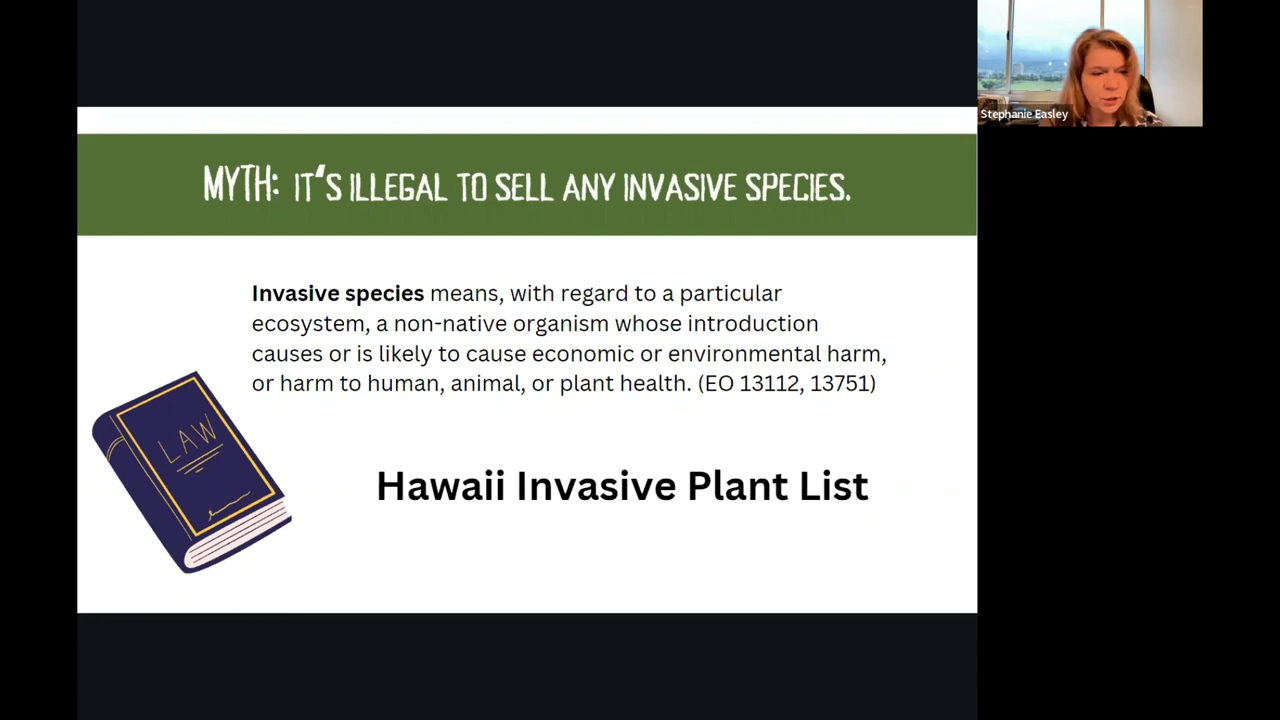 MYTH: IT'S ILLEGAL TO SELL ANY INVASIVE SPECIES.
Invasive species means, with regard to a particular
ecosystem, a non-native organism whose introduction
causes or is likely to cause economic or environmental harm,
or harm to human, animal, or plant health. (EO 13112, 13751)
LAW
Hawaii Invasive Plant List
Stephanie Easley